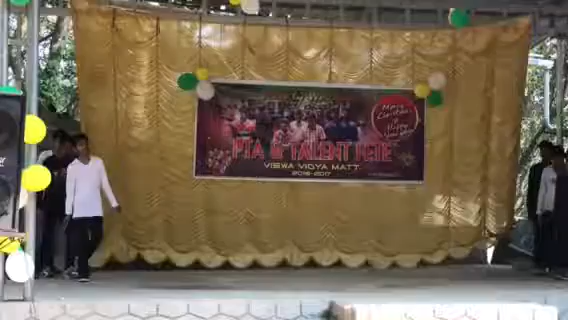 PTA & TALENT FETE
VISWA VIDYA MATT
2016-2017
Merry
Christmas
&
Happy
New Year